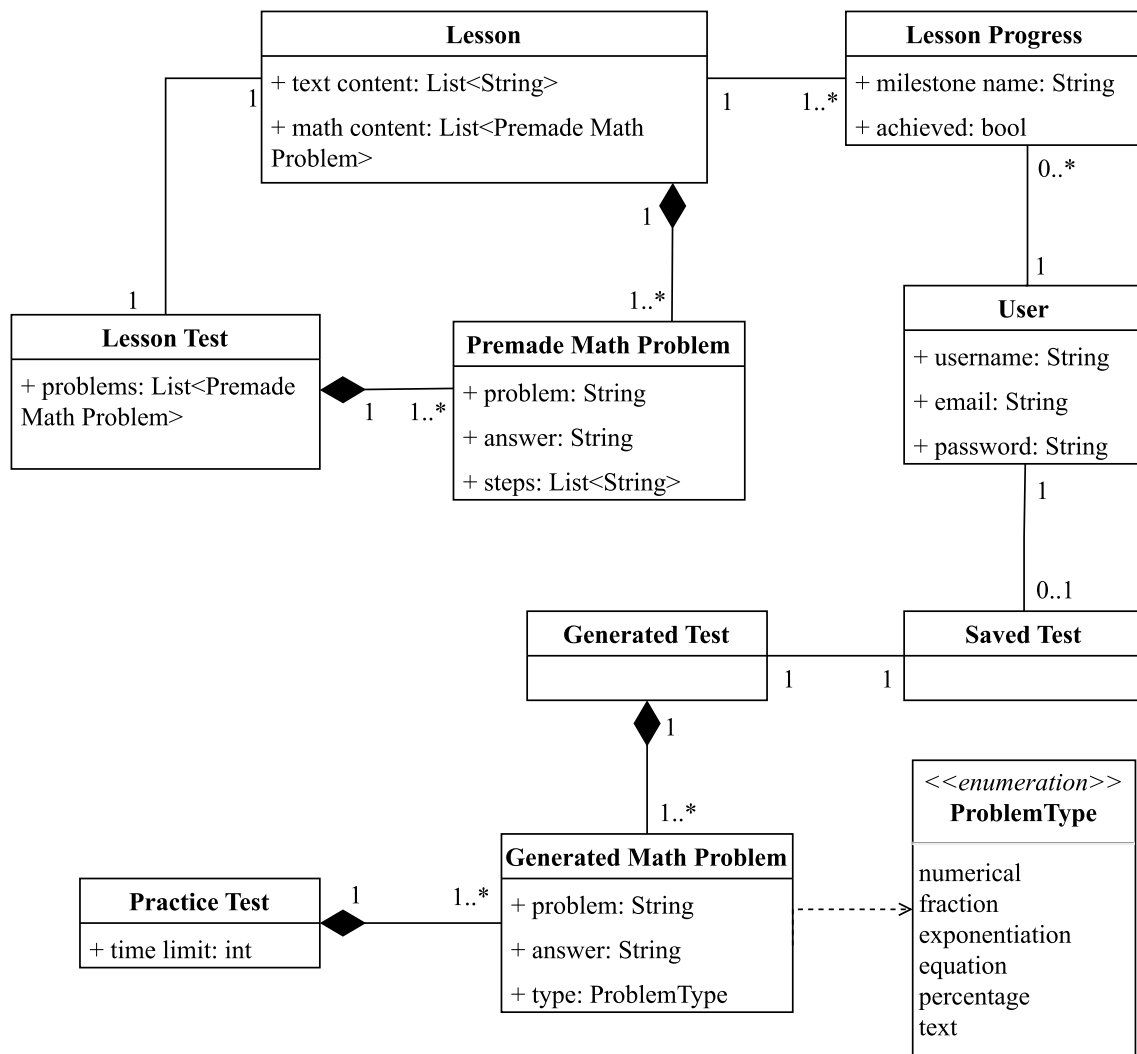 Lesson
+ text content: List<String>
+ math content: List<Premade Math
Problem>
1
1
1
Lesson Progress
+ milestone name: String
+ achieved: bool
1..*
0..*
1
1..*
1
1
User
+ username: String
+ email: String
+ password: String
1
0..1
Lesson Test
+ problems: List<Premade
Math Problem>
1
1..*
Premade Math Problem
+ problem: String
+ answer: String
+ steps: List<String>
Generated Test
1
1
1
Saved Test
1..*
<<enumeration>>
ProblemType
numerical
fraction
exponentiation
equation
percentage
text
Practice Test
+ time limit: int
1
1..*
Generated Math Problem
+ problem: String
+ answer: String
+ type: ProblemType